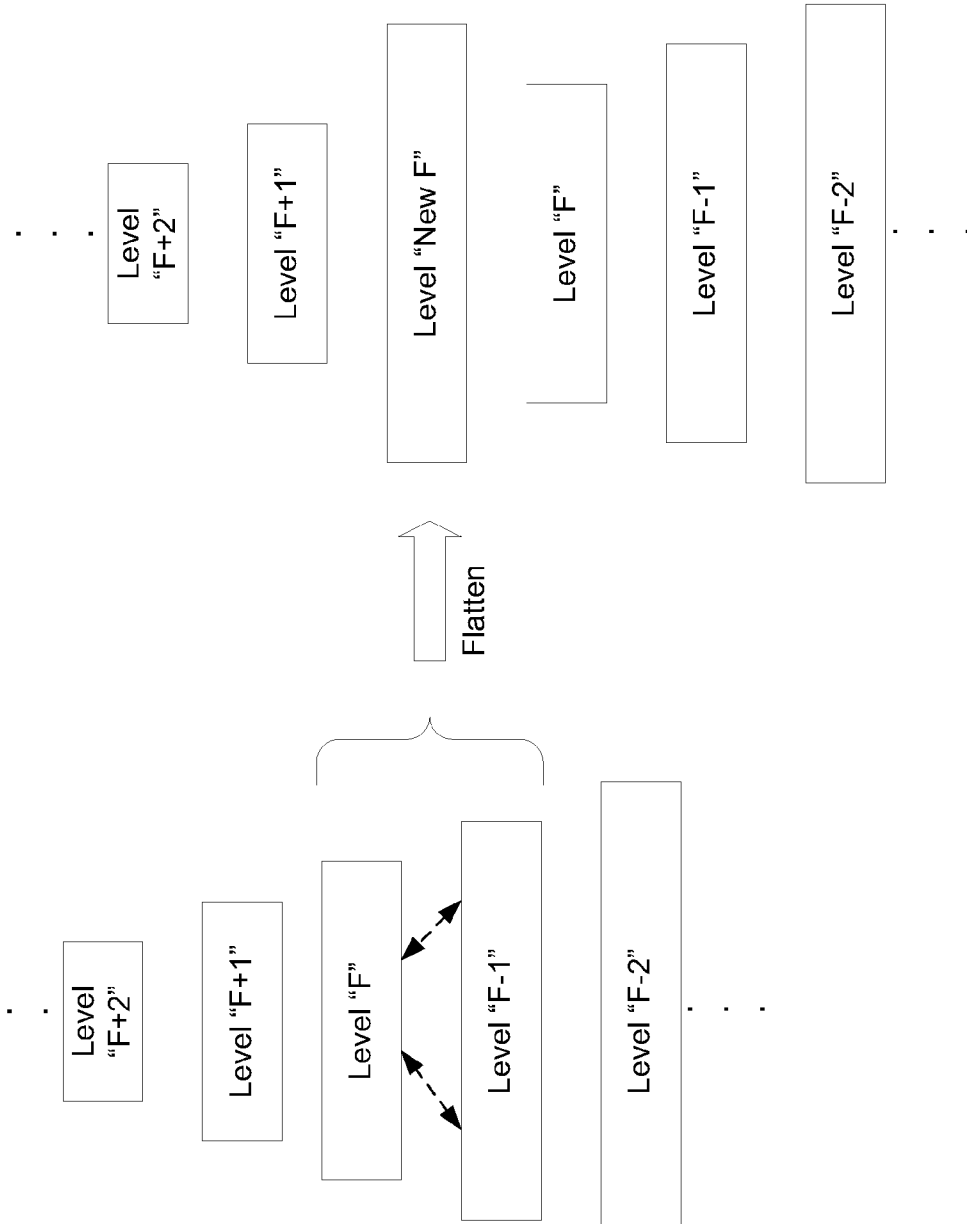 Level
“F+2”
Level “F+1”
Level “F”
Level “F-1”
Level “F-2”
Flatten
Level
“F+2”
Level “F+1”
Level “New F”
Level “F”
Level “F-1”
Level “F-2”